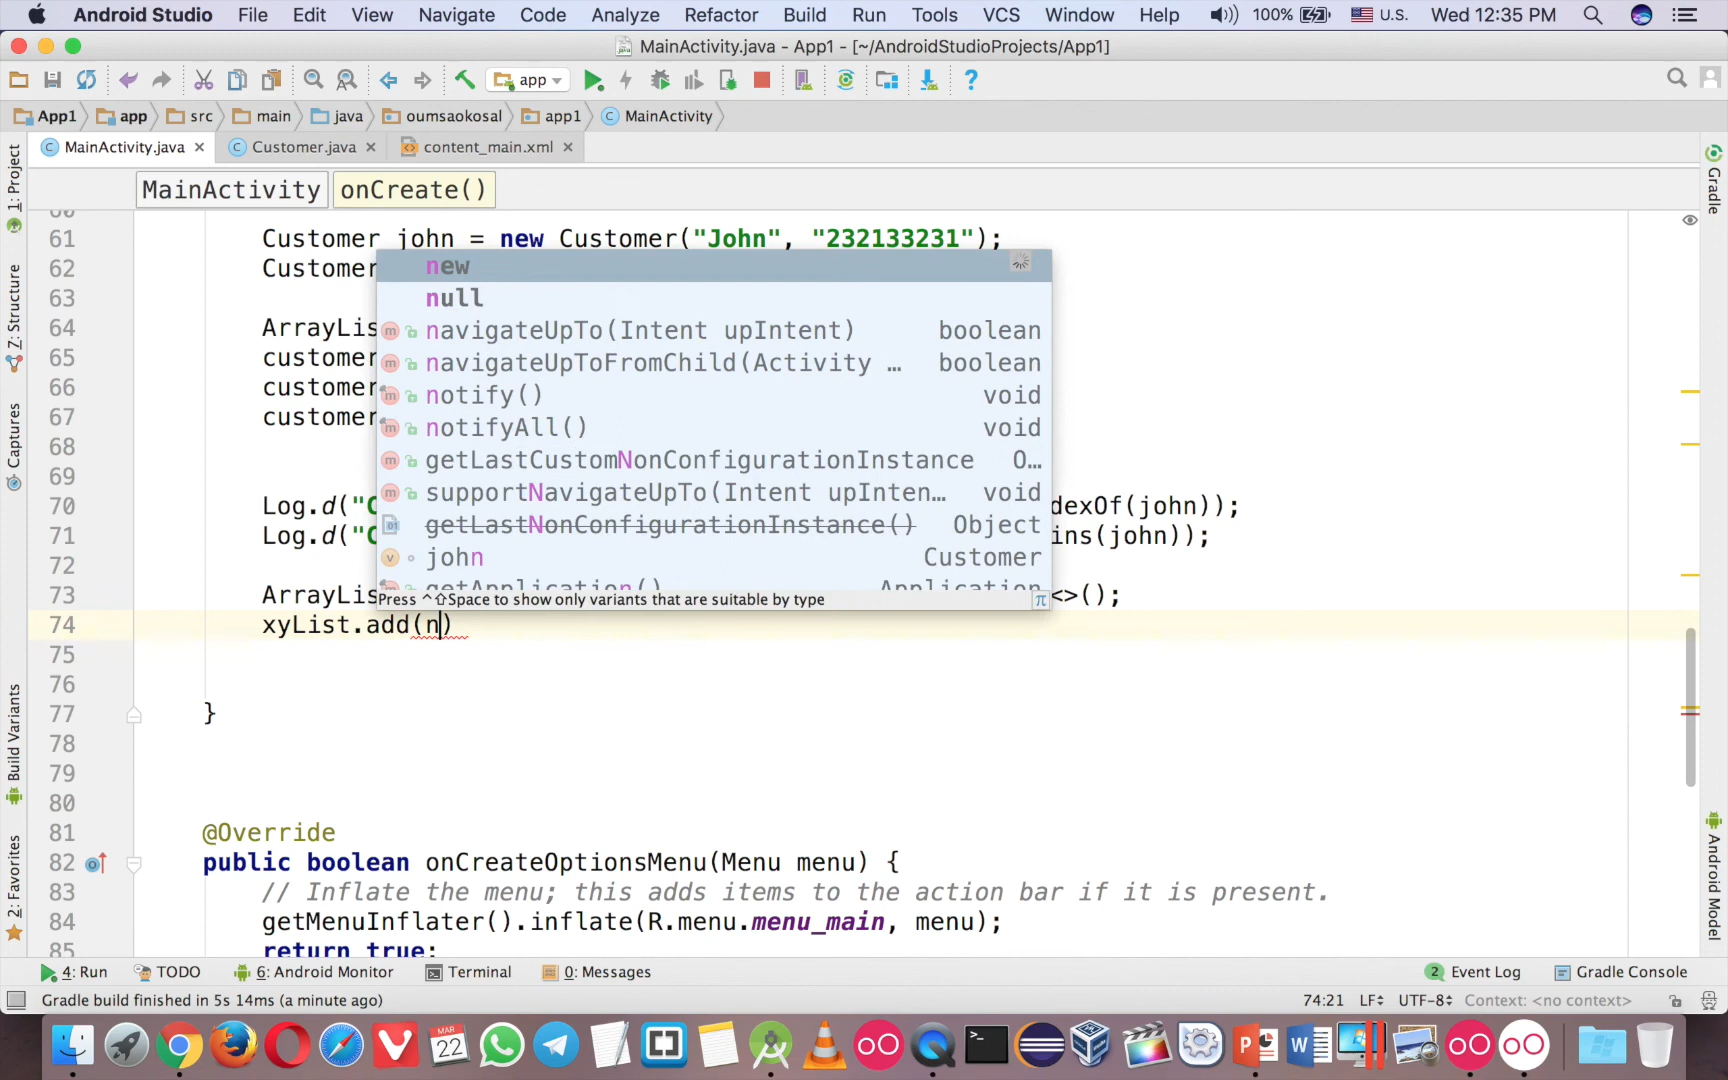 Android Studio File Edit View Navigate Code Analyze Refactor Build Run Tools VCS Window Help 100% U.S. Wed 12:35 PM
MainActivity.java - App1 - [~/AndroidStudioProjects/App1]
app
App1 app src main java oumsaokosal app1 MainActivity
MainActivity.java Customer.java content_main.xml
MainActivity onCreate()
61 Customer john = new Customer("John", "232133231");
62 Customer
63
64 ArrayLis
65 customer
66 customer
67 customer
68
69
70 Log.d("C dexOf(john));
71 Log.d("C ins(john));
72
73 ArrayLis <>();
74 xyList.add(n)
75
76
77 }
78
79
80
81 @Override
82 public boolean onCreateOptionsMenu(Menu menu) {
83 // Inflate the menu; this adds items to the action bar if it is present.
84 getMenuInflater().inflate(R.menu.menu_main, menu);
85 return true;
new
null
navigateUpTo(Intent upIntent) boolean
navigateUpToFromChild(Activity … boolean
notify() void
notifyAll() void
getLastCustomNonConfigurationInstance O…
supportNavigateUpTo(Intent upInten… void
getLastNonConfigurationInstance() Object
john Customer
getApplication() Application
Press ^⇧Space to show only variants that are suitable by type π
1: Project
7: Structure
Captures
Build Variants
2: Favorites
Gradle
Android Model
4: Run TODO 6: Android Monitor Terminal 0: Messages 2 Event Log Gradle Console
Gradle build finished in 5s 14ms (a minute ago) 74:21 LF UTF-8 Context: <no context>
MAR
22